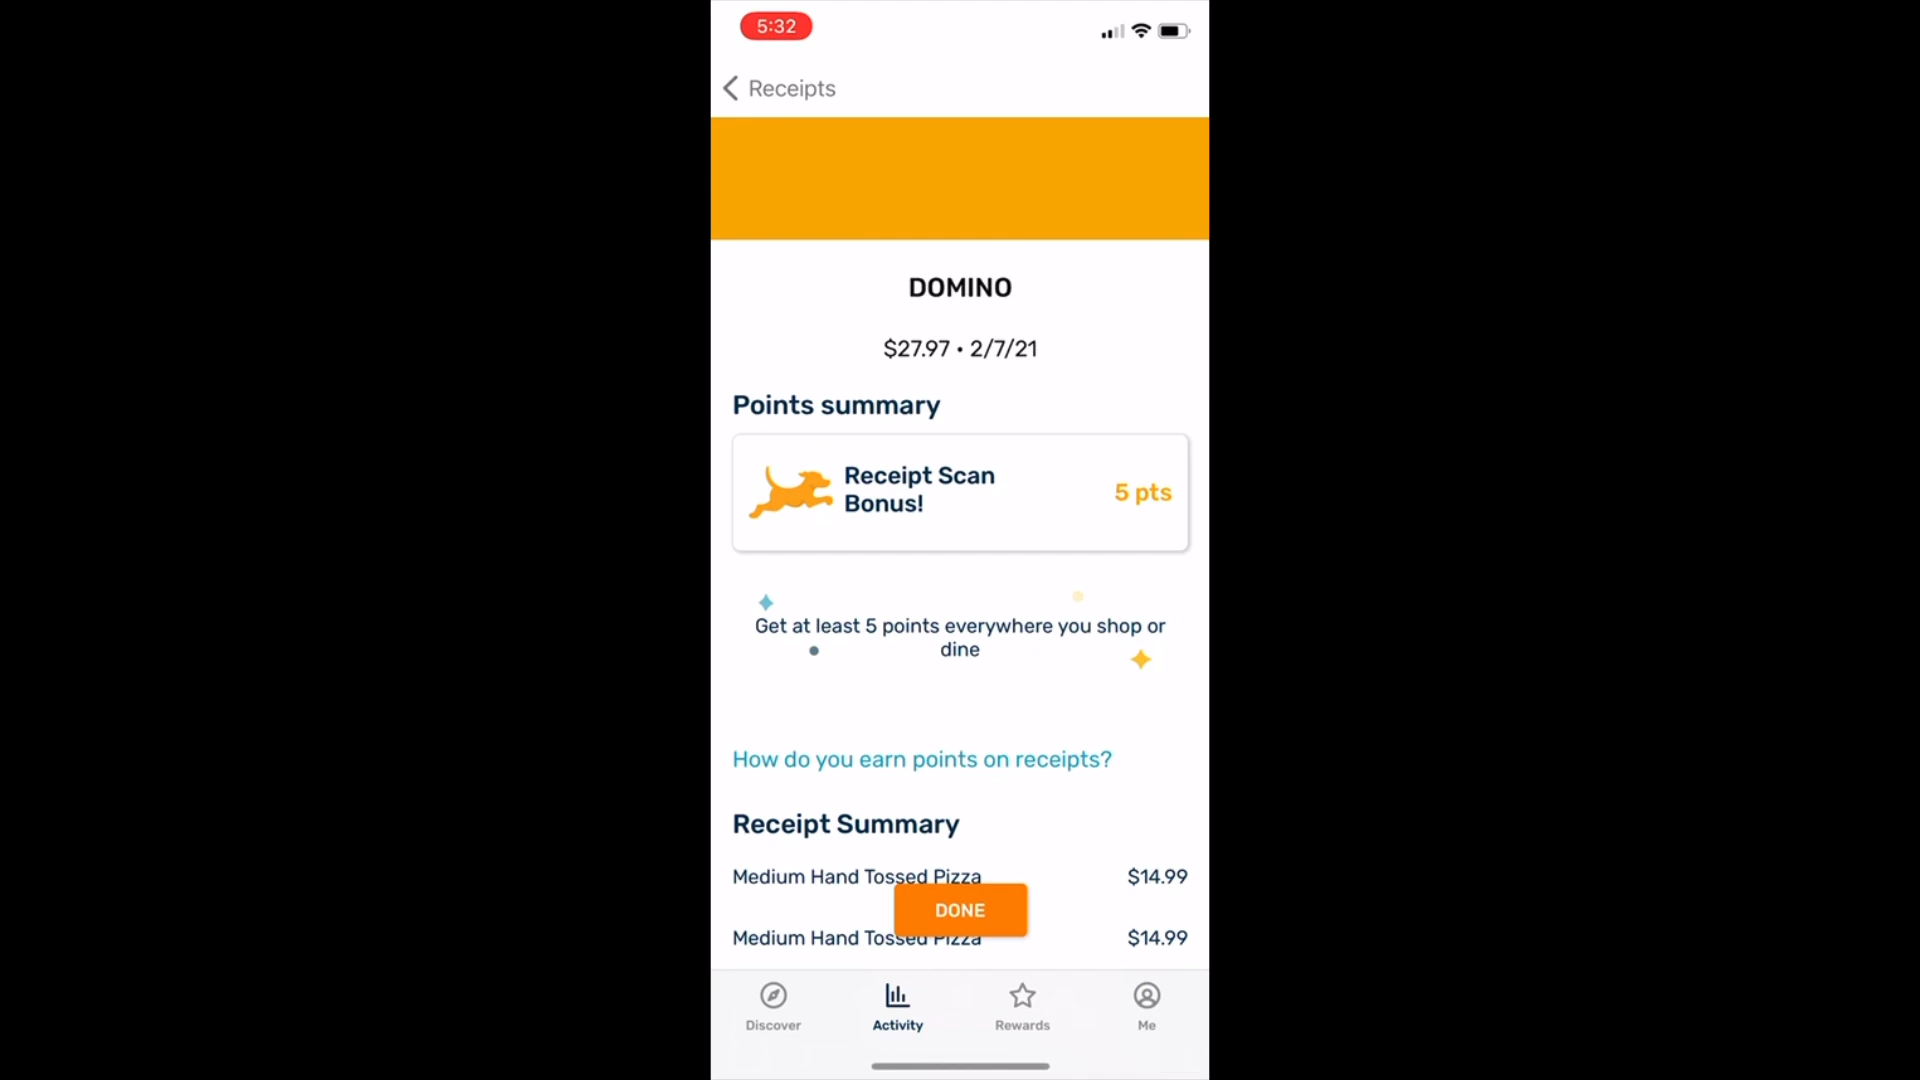 5:32
Receipts
DOMINO
$27.97 • 2/7/21
Points summary
Receipt Scan
Bonus!
5 pts
Get at least 5 points everywhere you shop or
dine
How do you earn points on receipts?
Receipt Summary
Medium Hand Tossed Pizza $14.99
DONE
Medium Hand Tossed Pizza $14.99
Discover Activity Rewards Me